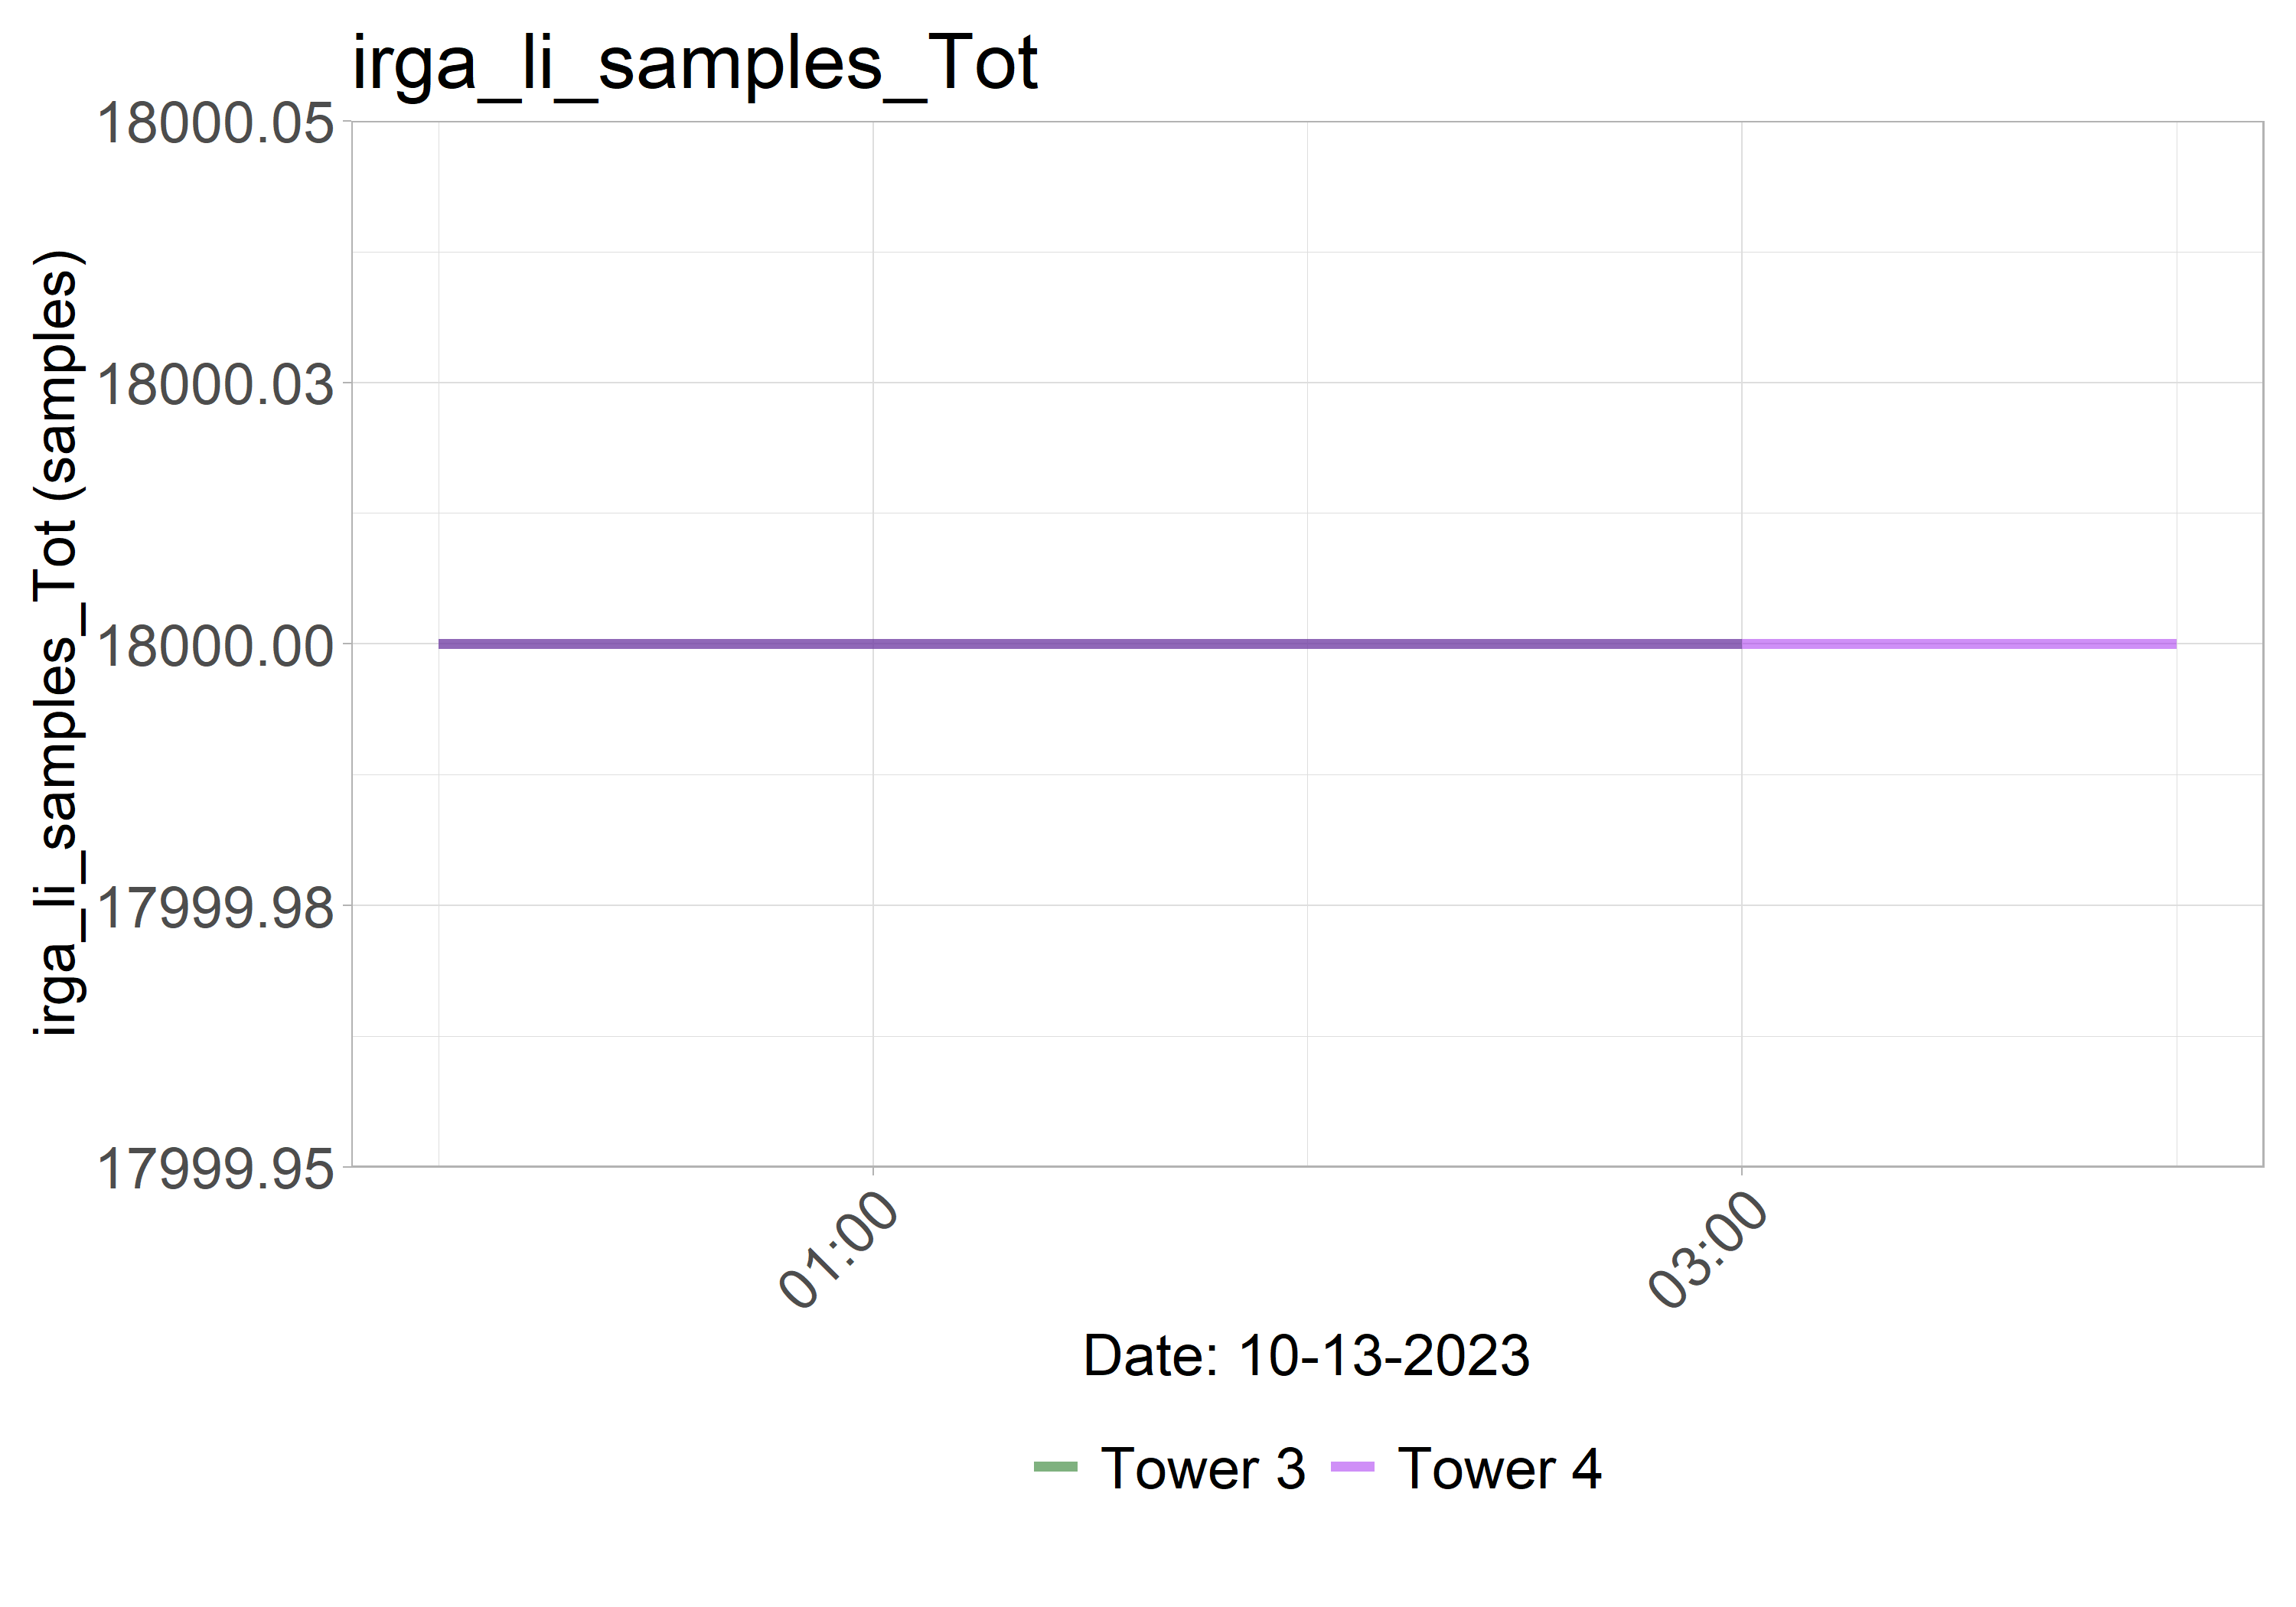 irga_li_samples_Tot
irga_li_samples_Tot (samples)
18000.05
18000.03
18000.00
17999.98
17999.95
01:00
03:00
Date: 10-13-2023
Tower 3
Tower 4